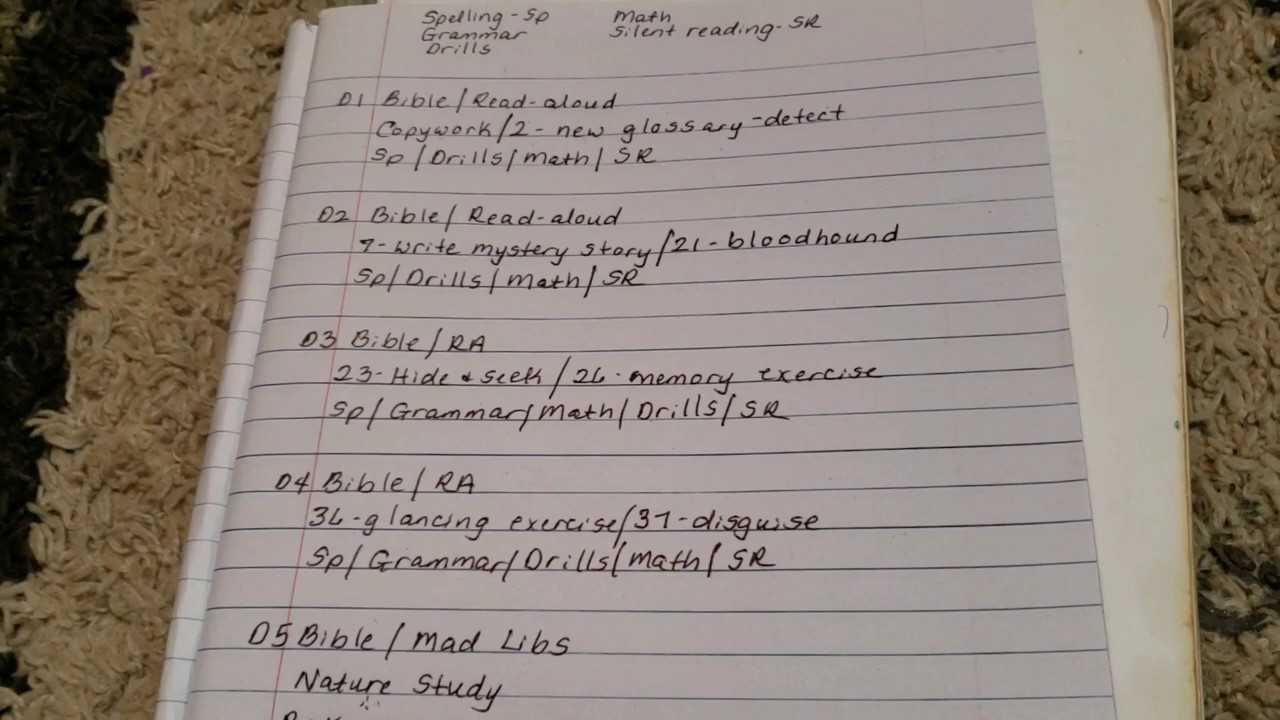 Spelling - Sp Math
Grammar Silent reading - SR
Drills
D1 Bible / Read-aloud
Copywork / 2 - new glossary - detect
Sp / Drills / Math / SR
D2 Bible / Read-aloud
7 - Write mystery story / 21 - bloodhound
Sp / Drills / Math / SR
D3 Bible / RA
23 - Hide & Seek / 26 - memory exercise
Sp / Grammar / Math / Drills / SR
D4 Bible / RA
36 - glancing exercise / 37 - disguise
Sp / Grammar / Drills / Math / SR
D5 Bible / Mad Libs
Nature Study